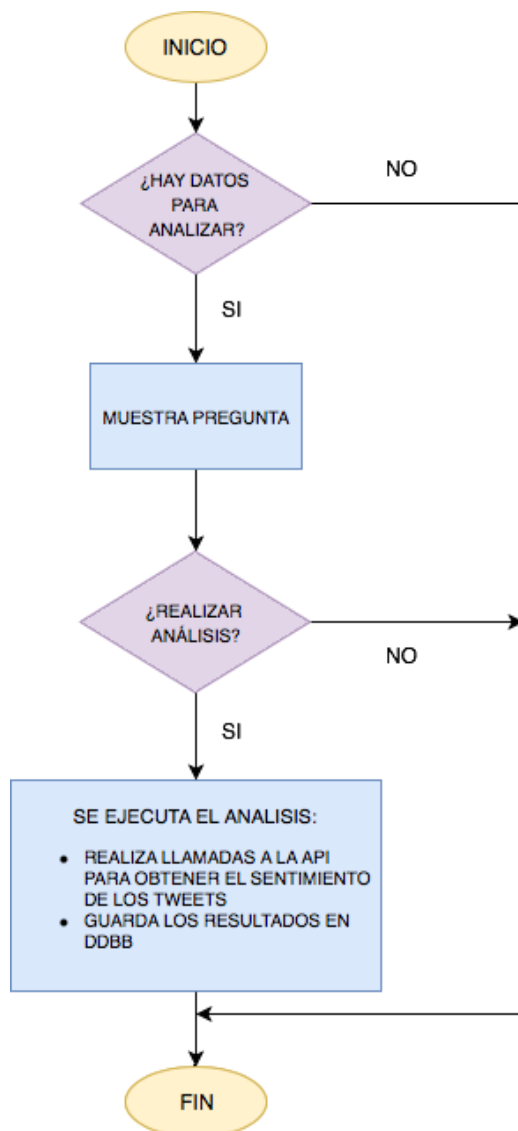 INICIO
¿HAY DATOS
PARA
ANALIZAR?
NO
SI
MUESTRA PREGUNTA
¿REALIZAR
ANÁLISIS?
NO
SI
SE EJECUTA EL ANALISIS:
● REALIZA LLAMADAS A LA API
PARA OBTENER EL SENTIMIENTO
DE LOS TWEETS
● GUARDA LOS RESULTADOS EN
DDBB
FIN